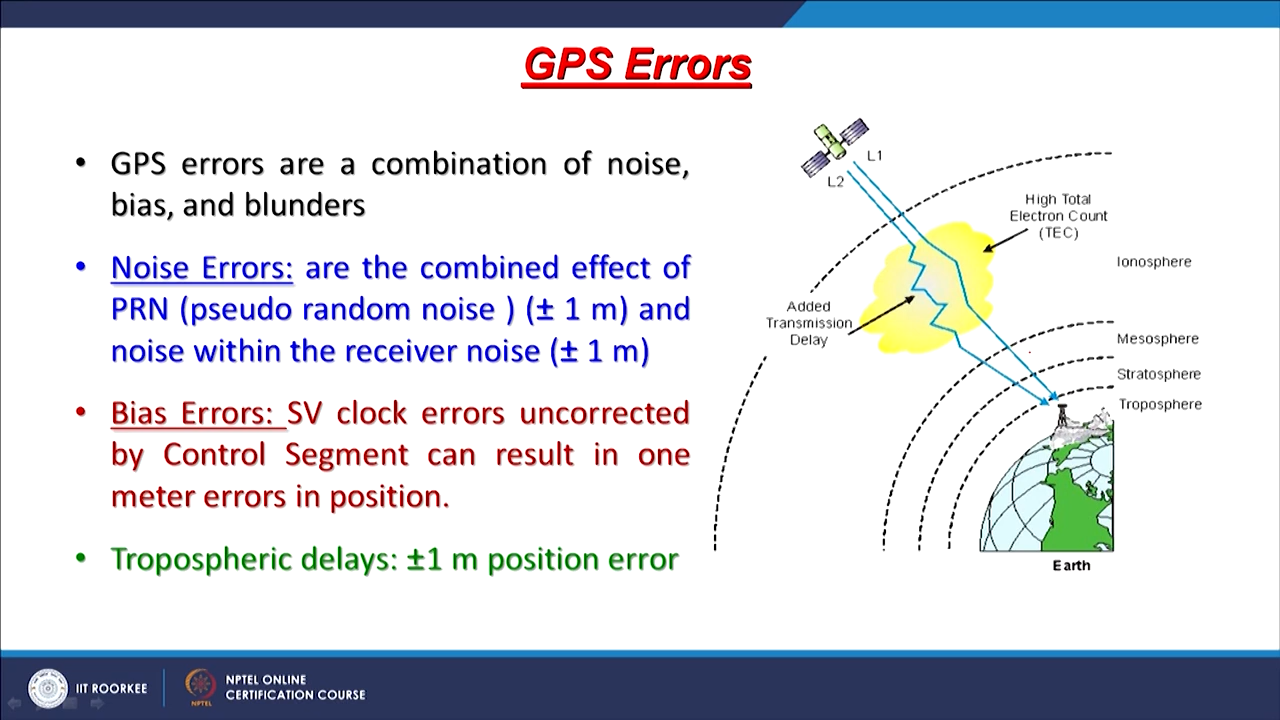 GPS Errors
• GPS errors are a combination of noise,
bias, and blunders
• Noise Errors: are the combined effect of
PRN (pseudo random noise ) (± 1 m) and
noise within the receiver noise (± 1 m)
• Bias Errors: SV clock errors uncorrected
by Control Segment can result in one
meter errors in position.
• Tropospheric delays: ±1 m position error
L1
L2
High Total
Electron Count
(TEC)
Ionosphere
Added
Transmission
Delay
Mesosphere
Stratosphere
Troposphere
Earth
IIT ROORKEE
NPTEL
NPTEL ONLINE
CERTIFICATION COURSE